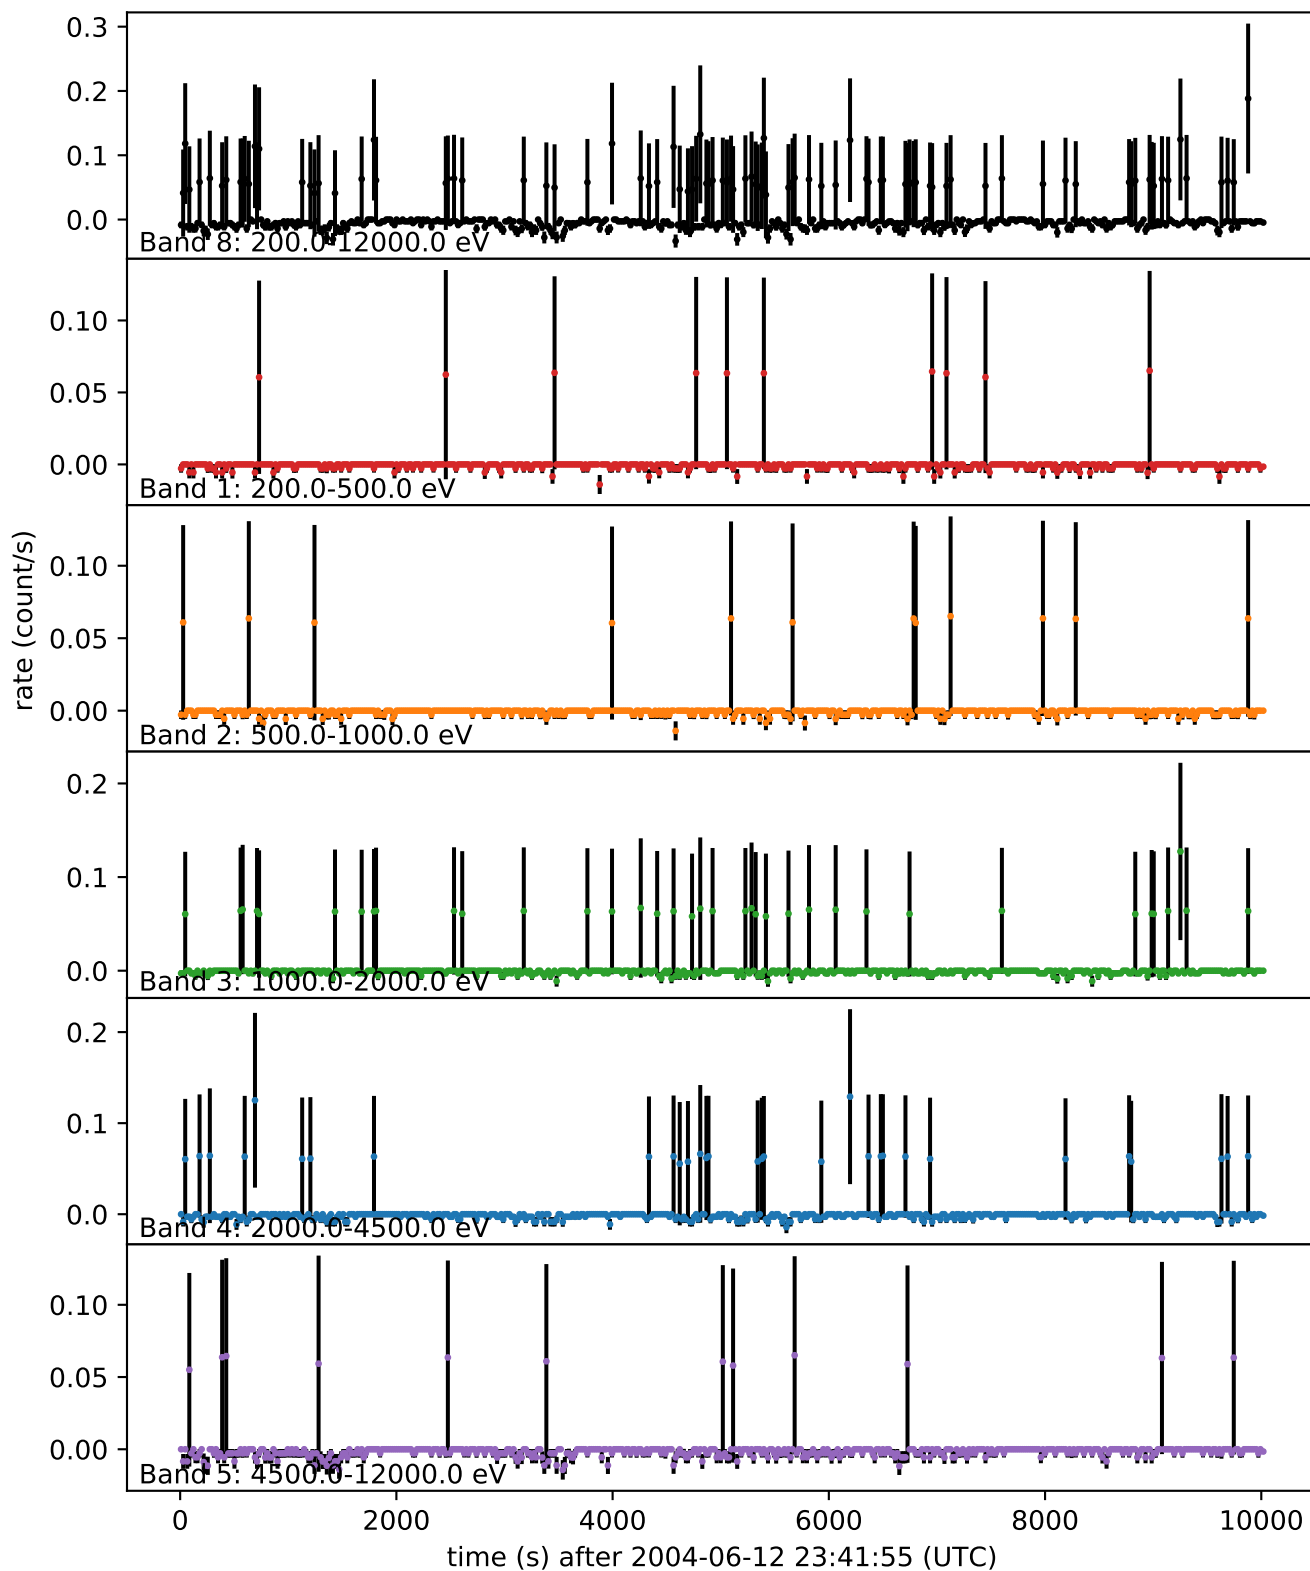 0.3
0.2
0.1
0.0
Band 8: 200.0-12000.0 eV
0.10
0.05
0.00
Band 1: 200.0-500.0 eV
0.10
0.05
0.00
Band 2: 500.0-1000.0 eV
rate (count/s)
0.2
0.1
0.0
Band 3: 1000.0-2000.0 eV
0.2
0.1
0.0
Band 4: 2000.0-4500.0 eV
0.10
0.05
0.00
Band 5: 4500.0-12000.0 eV
0 2000 4000 6000 8000 10000
time (s) after 2004-06-12 23:41:55 (UTC)